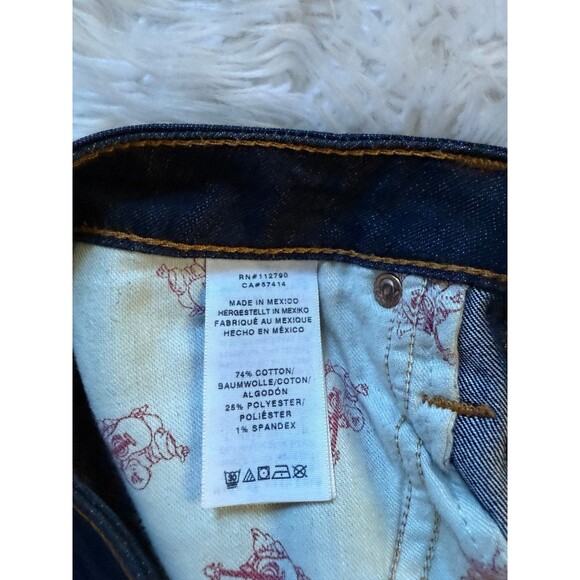 RN#112790
CA#57414
MADE IN MEXICO
HERGESTELLT IN MEXIKO
FABRIQUÉ AU MEXIQUE
HECHO EN MÉXICO
74% COTTON/
BAUMWOLLE/COTON/
ALGODÓN
25% POLYESTER/
POLIÉSTER
1% SPANDEX
30